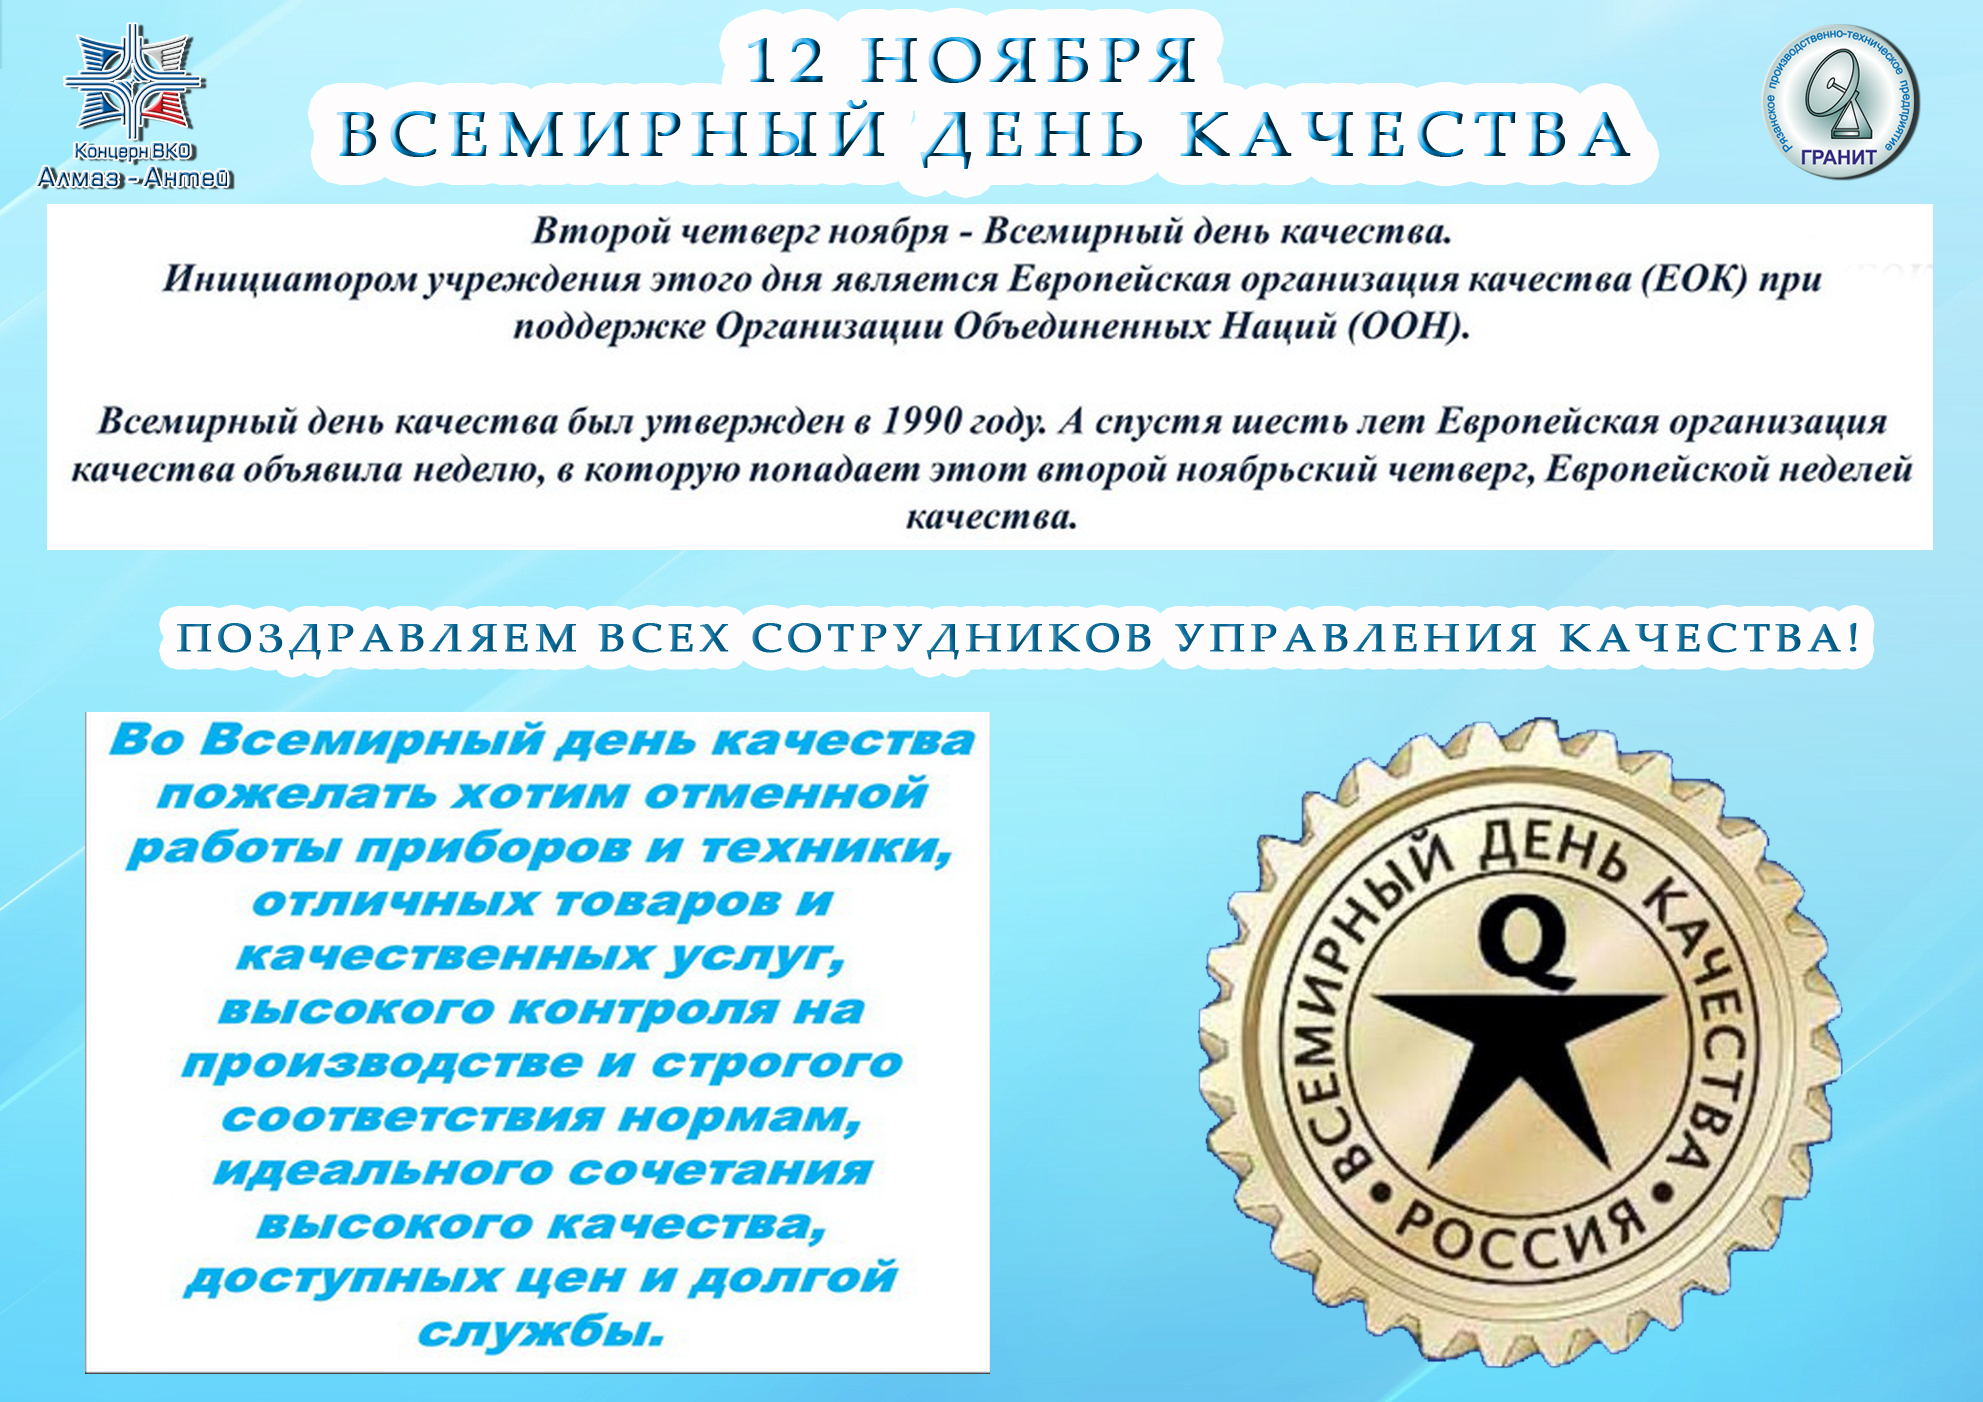 12 НОЯБРЯ
ВСЕМИРНЫЙ ДЕНЬ КАЧЕСТВА
Концерн ВКО
Алмаз - Антей
Рязанское производственно-техническое предприятие
ГРАНИТ
Второй четверг ноября - Всемирный день качества.
Инициатором учреждения этого дня является Европейская организация качества (ЕОК) при
поддержке Организации Объединенных Наций (ООН).
Всемирный день качества был утвержден в 1990 году. А спустя шесть лет Европейская организация
качества объявила неделю, в которую попадает этот второй ноябрьский четверг, Европейской неделей
качества.
ПОЗДРАВЛЯЕМ ВСЕХ СОТРУДНИКОВ УПРАВЛЕНИЯ КАЧЕСТВА!
Во Всемирный день качества
пожелать хотим отменной
работы приборов и техники,
отличных товаров и
качественных услуг,
высокого контроля на
производстве и строгого
соответствия нормам,
идеального сочетания
высокого качества,
доступных цен и долгой
службы.
ВСЕМИРНЫЙ ДЕНЬ КАЧЕСТВА
Q
• РОССИЯ •